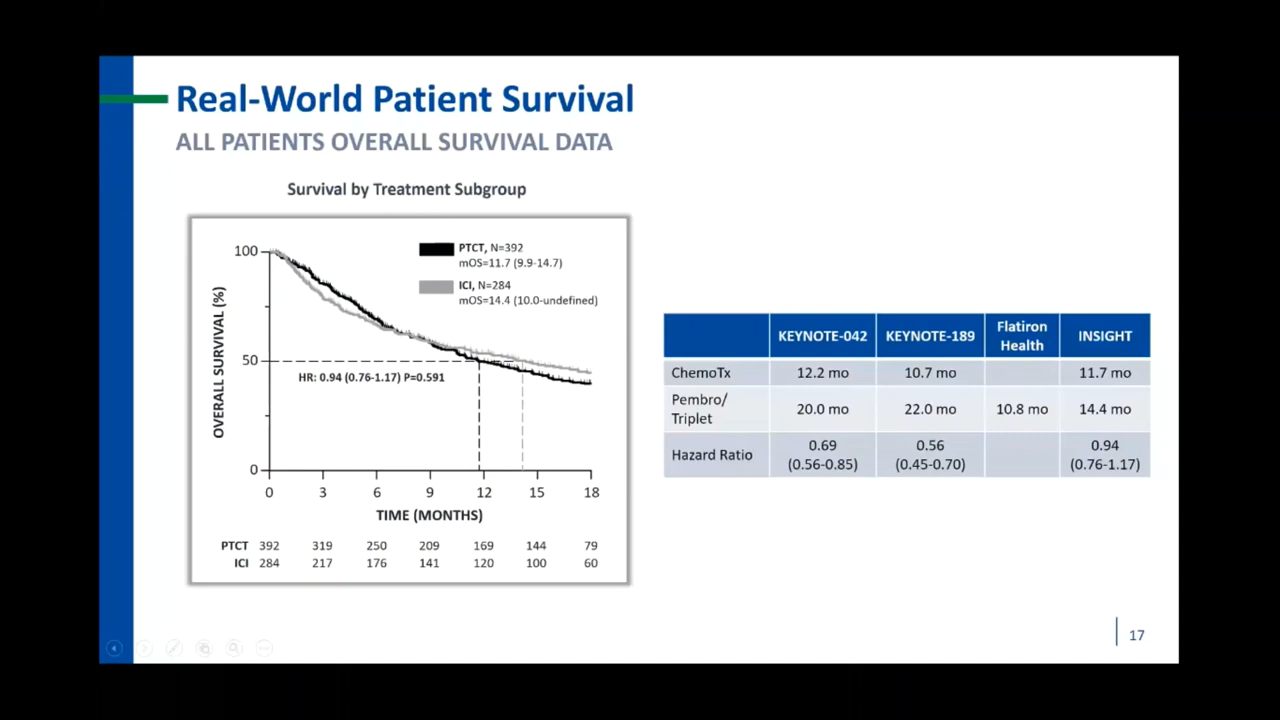 Real-World Patient Survival
ALL PATIENTS OVERALL SURVIVAL DATA
Survival by Treatment Subgroup
100
50
0
OVERALL SURVIVAL (%)
PTCT, N=392
mOS=11.7 (9.9-14.7)
ICI, N=284
mOS=14.4 (10.0-undefined)
HR: 0.94 (0.76-1.17) P=0.591
0 3 6 9 12 15 18
TIME (MONTHS)
PTCT 392 319 250 209 169 144 79
ICI 284 217 176 141 120 100 60
KEYNOTE-042 KEYNOTE-189 Flatiron Health INSIGHT
ChemoTx 12.2 mo 10.7 mo 11.7 mo
Pembro/ Triplet 20.0 mo 22.0 mo 10.8 mo 14.4 mo
Hazard Ratio 0.69 (0.56-0.85) 0.56 (0.45-0.70) 0.94 (0.76-1.17)
17